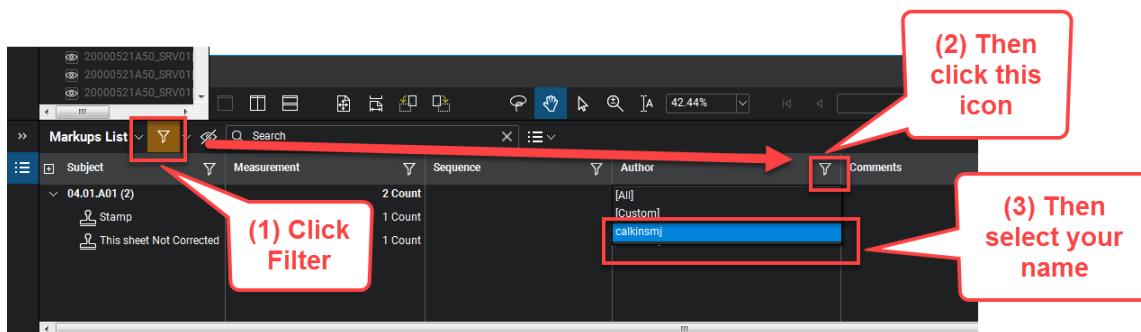 20000521A50_SRV01
20000521A50_SRV01
20000521A50_SRV01
42.44%
Markups List
Search
Subject
Measurement
Sequence
Author
Comments
04.01.A01 (2)
2 Count
Stamp
1 Count
This sheet Not Corrected
1 Count
[All]
[Custom]
calkinsmj
(1) Click
Filter
(2) Then
click this
icon
(3) Then
select your
name